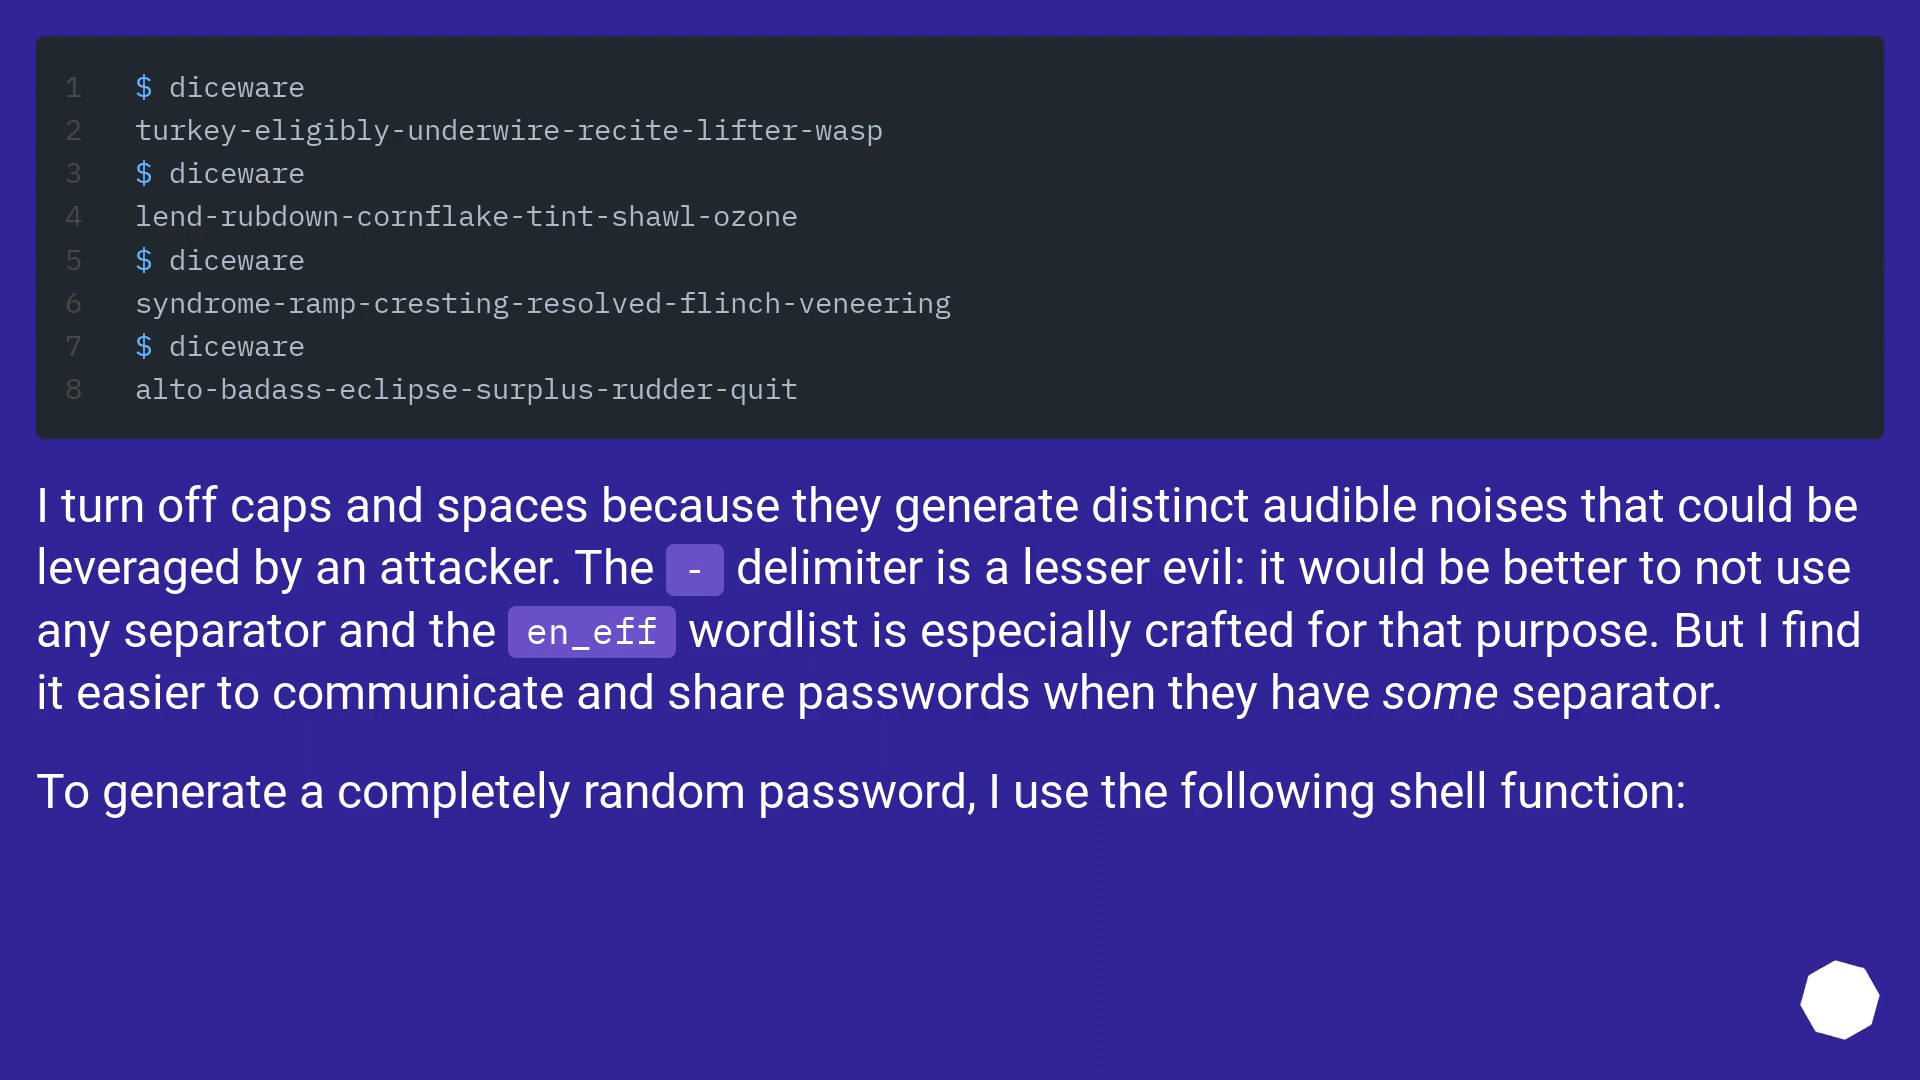 1 $ diceware
2 turkey-eligibly-underwire-recite-lifter-wasp
3 $ diceware
4 lend-rubdown-cornflake-tint-shawl-ozone
5 $ diceware
6 syndrome-ramp-cresting-resolved-flinch-veneering
7 $ diceware
8 alto-badass-eclipse-surplus-rudder-quit
I turn off caps and spaces because they generate distinct audible noises that could be
leveraged by an attacker. The - delimiter is a lesser evil: it would be better to not use
any separator and the en_eff wordlist is especially crafted for that purpose. But I find
it easier to communicate and share passwords when they have some separator.
To generate a completely random password, I use the following shell function: